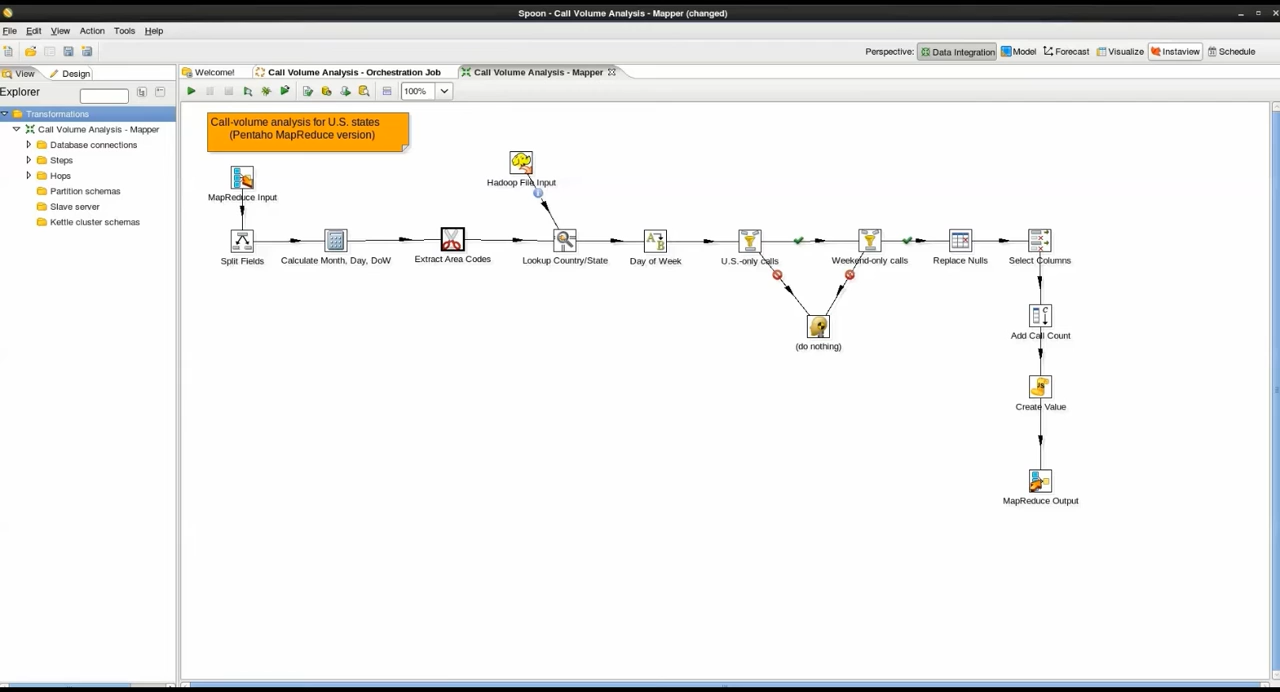 Spoon - Call Volume Analysis - Mapper (changed)
File Edit View Action Tools Help
Perspective: Data Integration Model Forecast Visualize Instaview Schedule
View Design
Welcome! Call Volume Analysis - Orchestration Job Call Volume Analysis - Mapper
Explorer
100%
Transformations
Call Volume Analysis - Mapper
Database connections
Steps
Hops
Partition schemas
Slave server
Kettle cluster schemas
Call-volume analysis for U.S. states
(Pentaho MapReduce version)
Hadoop File Input
MapReduce Input
Split Fields
Calculate Month, Day, DoW
Extract Area Codes
Lookup Country/State
Day of Week
U.S.-only calls
Weekend-only calls
Replace Nulls
Select Columns
(do nothing)
Add Call Count
Create Value
MapReduce Output